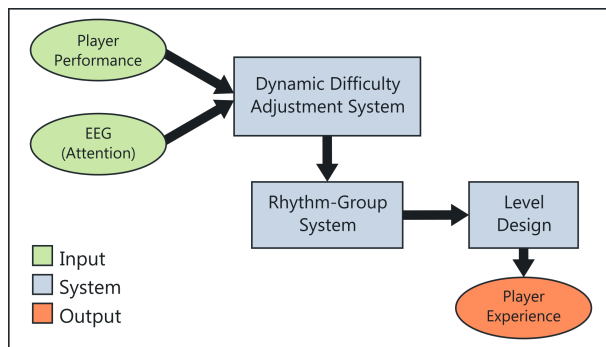 Player
Performance
EEG
(Attention)
Dynamic Difficulty
Adjustment System
Rhythm-Group
System
Level
Design
Player
Experience
Input
System
Output